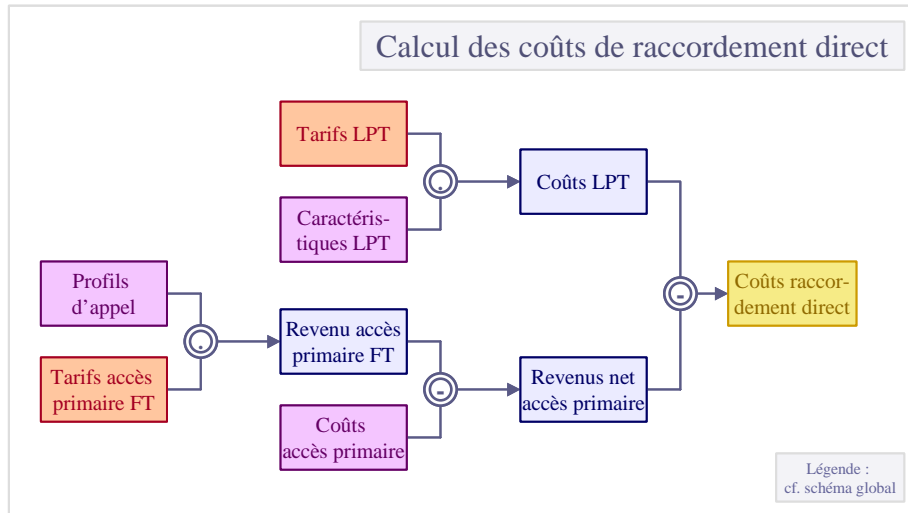 Calcul des coûts de raccordement direct
Tarifs LPT
.
Coûts LPT
Caractéris-
tiques LPT
Profils
d’appel
Coûts raccor-
dement direct
-
.
Revenu accès
primaire FT
Tarifs accès
primaire FT
-
Revenus net
accès primaire
Coûts
accès primaire
Légende :
cf. schéma global